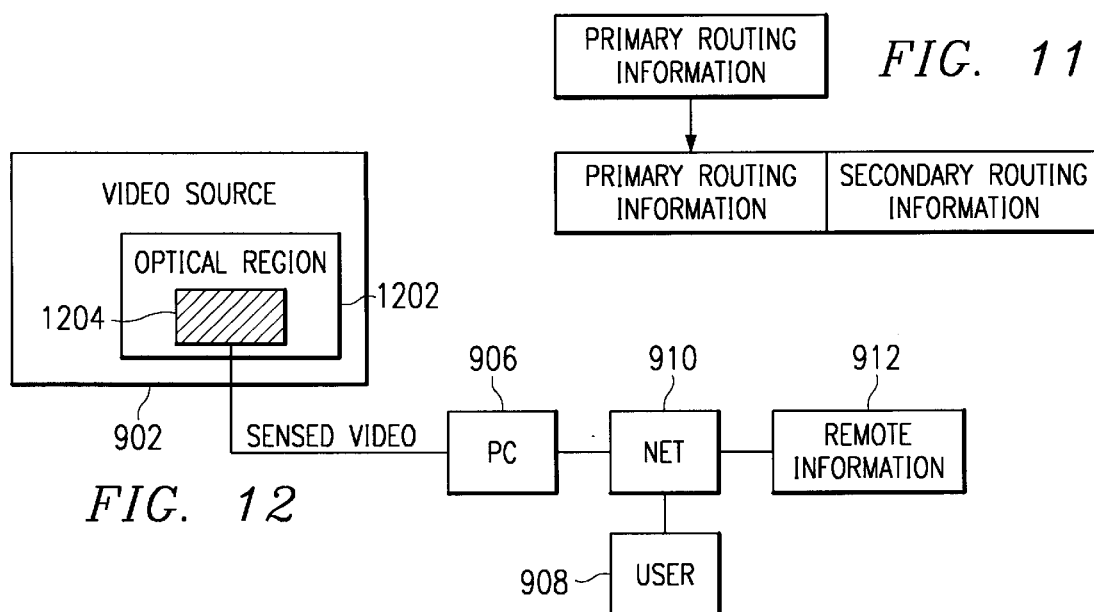 PRIMARY ROUTING
INFORMATION
FIG. 11
PRIMARY ROUTING
INFORMATION
SECONDARY ROUTING
INFORMATION
VIDEO SOURCE
OPTICAL REGION
1204
1202
902
SENSED VIDEO
906
PC
910
NET
912
REMOTE
INFORMATION
908
USER
FIG. 12